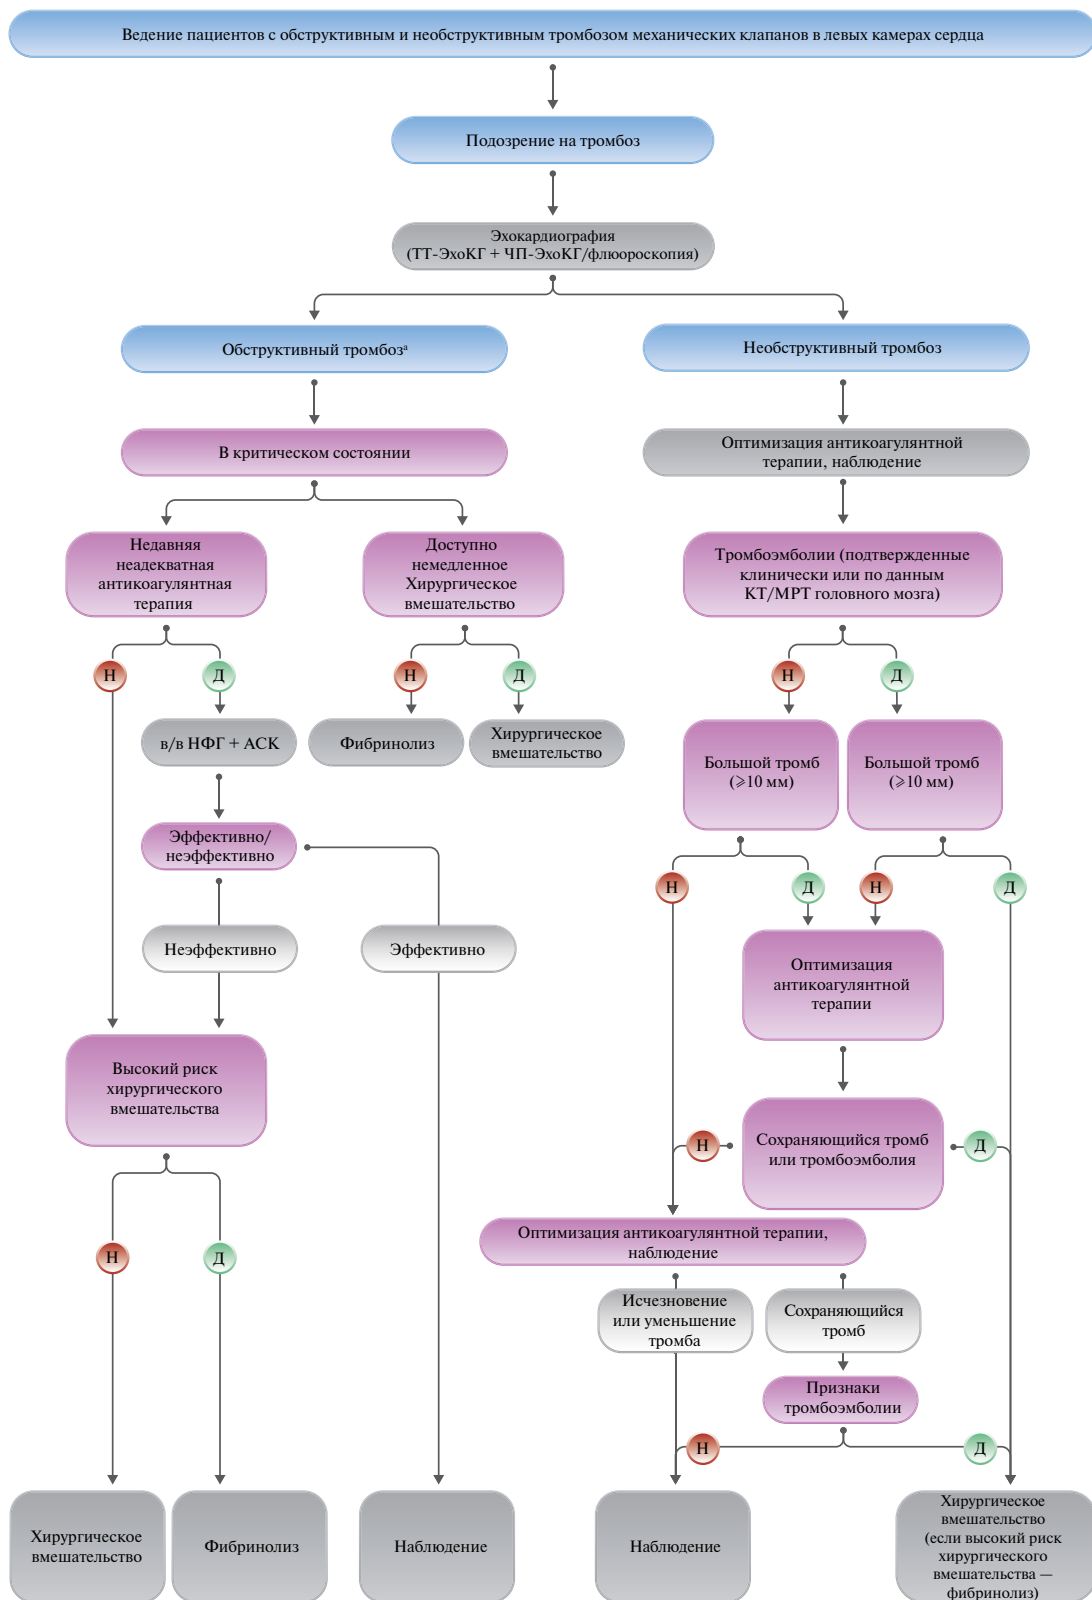 Ведение пациентов с обструктивным и необструктивным тромбозом механических клапанов в левых камерах сердца
Подозрение на тромбоз
Эхокардиография
(ТТ-ЭхоКГ + ЧП-ЭхоКГ/флюороскопия)
Обструктивный тромбозᵃ
Необструктивный тромбоз
В критическом состоянии
Оптимизация антикоагулянтной
терапии, наблюдение
Недавняя
неадекватная
антикоагулянтная
терапия
Доступно
немедленное
Хирургическое
вмешательство
Тромбоэмболии (подтвержденные
клинически или по данным
КТ/МРТ головного мозга)
Н
Д
Н
Д
Н
Д
в/в НФГ + АСК
Фибринолиз
Хирургическое
вмешательство
Большой тромб
(⩾10 мм)
Большой тромб
(⩾10 мм)
Эффективно/
неэффективно
Н
Д
Н
Д
Неэффективно
Эффективно
Оптимизация
антикоагулянтной
терапии
Высокий риск
хирургического
вмешательства
Н
Сохраняющийся тромб
или тромбоэмболия
Д
Н
Д
Оптимизация антикоагулянтной терапии,
наблюдение
Исчезновение
или уменьшение
тромба
Сохраняющийся
тромб
Признаки
тромбоэмболии
Н
Д
Хирургическое
вмешательство
Фибринолиз
Наблюдение
Наблюдение
Хирургическое
вмешательство
(если высокий риск
хирургического
вмешательства —
фибринолиз)